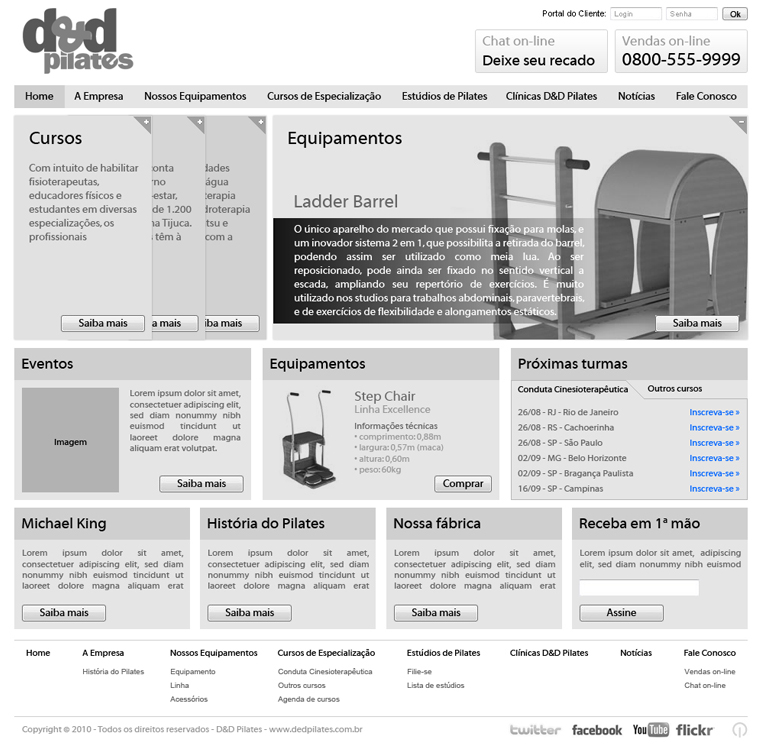 d&d
pilates
Portal do Cliente: Login Senha Ok
Chat on-line
Deixe seu recado
Vendas on-line
0800-555-9999
Home A Empresa Nossos Equipamentos Cursos de Especialização Estúdios de Pilates Clínicas D&D Pilates Notícias Fale Conosco
Cursos
Com intuito de habilitar
fisioterapeutas,
educadores físicos e
estudantes em diversas
especializações, os
profissionais
Saiba mais
onta
rno
-estar,
de 1.200
na Tijuca.
têm à
ba mais
dades
água
terapia
droterapia
tsu e
com a
iba mais
Equipamentos
Ladder Barrel
O único aparelho do mercado que possui fixação para molas, e
um inovador sistema 2 em 1, que possibilita a retirada do barrel,
podendo assim ser utilizado como meia lua. Ao ser
reposicionado, pode ainda ser fixado no sentido vertical a
escada, ampliando seu repertório de exercícios. É muito
utilizado nos studios para trabalhos abdominais, paravertebrais,
e de exercícios de flexibilidade e alongamentos estáticos.
Saiba mais
Eventos
Imagem
Lorem ipsum dolor sit amet,
consectetuer adipiscing elit,
sed diam nonummy nibh
euismod tincidunt ut
laoreet dolore magna
aliquam erat volutpat.
Saiba mais
Equipamentos
Step Chair
Linha Excellence
Informações técnicas
• comprimento: 0,88m
• largura: 0,57m (maca)
• altura: 0,60m
• peso: 60kg
Comprar
Próximas turmas
Conduta Cinesioterapêutica Outros cursos
26/08 - RJ - Rio de Janeiro Inscreva-se »
26/08 - RS - Cachoerinha Inscreva-se »
26/08 - SP - São Paulo Inscreva-se »
02/09 - MG - Belo Horizonte Inscreva-se »
02/09 - SP - Bragança Paulista Inscreva-se »
16/09 - SP - Campinas Inscreva-se »
Michael King
Lorem ipsum dolor sit amet,
consectetuer adipiscing elit, sed diam
nonummy nibh euismod tincidunt ut
laoreet dolore magna aliquam erat
Saiba mais
História do Pilates
Lorem ipsum dolor sit amet,
consectetuer adipiscing elit, sed diam
nonummy nibh euismod tincidunt ut
laoreet dolore magna aliquam erat
Saiba mais
Nossa fábrica
Lorem ipsum dolor sit amet,
consectetuer adipiscing elit, sed diam
nonummy nibh euismod tincidunt ut
laoreet dolore magna aliquam erat
Saiba mais
Receba em 1ª mão
Lorem ipsum dolor sit amet, adipiscing
elit, sed diam nonummy nibh euismod
Assine
Home A Empresa Nossos Equipamentos Cursos de Especialização Estúdios de Pilates Clínicas D&D Pilates Notícias Fale Conosco
História do Pilates Equipamento Conduta Cinesioterapêutica Filie-se Vendas on-line
Linha Outros cursos Lista de estúdios Chat on-line
Acessórios Agenda de cursos
Copyright © 2010 - Todos os direitos reservados - D&D Pilates - www.dedpilates.com.br
twitter facebook YouTube flickr